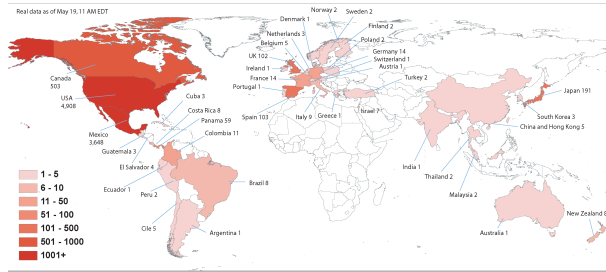 Real data as of May 19, 11 AM EDT
Norway 2
Sweden 2
Denmark 1
Finland 2
Netherlands 3
Poland 2
Belgium 5
UK 102
Germany 14
Switzerland 1
Austria 1
Ireland 1
France 14
Turkey 2
Portugal 1
Canada
503
USA
4,908
Cuba 3
Costa Rica 8
Panama 59
Japan 191
Mexico
3,648
Colombia 11
Spain 103
Italy 9
Greece 1
Israel 7
South Korea 3
China and Hong Kong 5
Guatemala 3
El Salvador 4
India 1
Thailand 2
Ecuador 1
Peru 2
Brazil 8
Malaysia 2
Cile 5
Argentina 1
Australia 1
New Zealand 8
1 - 5
6 - 10
11 - 50
51 - 100
101 - 500
501 - 1000
1001+